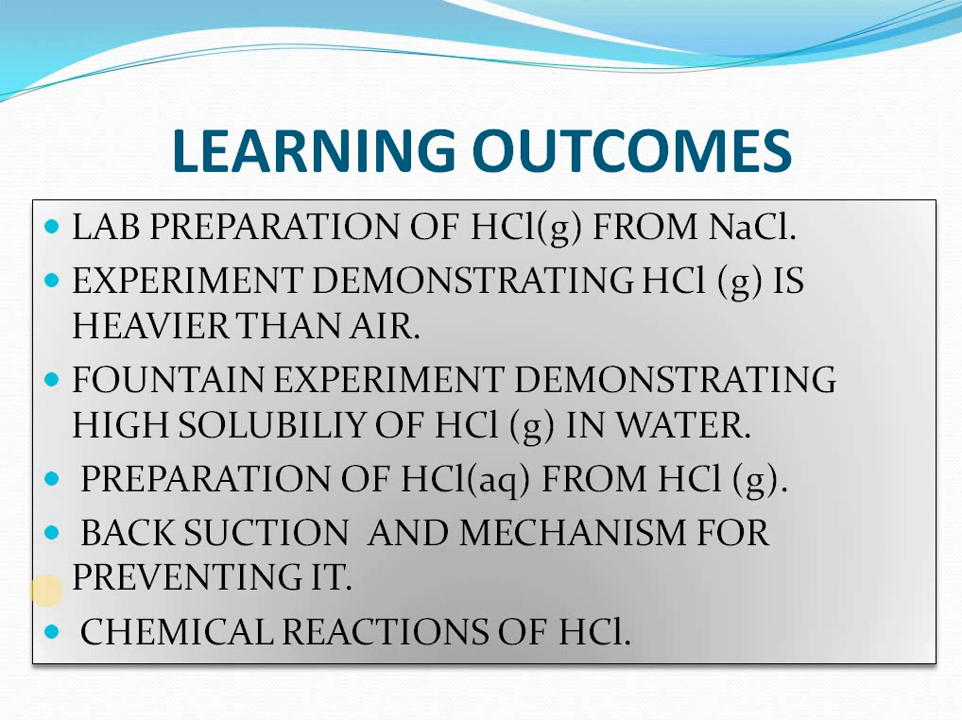 LEARNING OUTCOMES
• LAB PREPARATION OF HCl(g) FROM NaCl.
• EXPERIMENT DEMONSTRATING HCl (g) IS
HEAVIER THAN AIR.
• FOUNTAIN EXPERIMENT DEMONSTRATING
HIGH SOLUBILIY OF HCl (g) IN WATER.
• PREPARATION OF HCl(aq) FROM HCl (g).
• BACK SUCTION AND MECHANISM FOR
PREVENTING IT.
• CHEMICAL REACTIONS OF HCl.